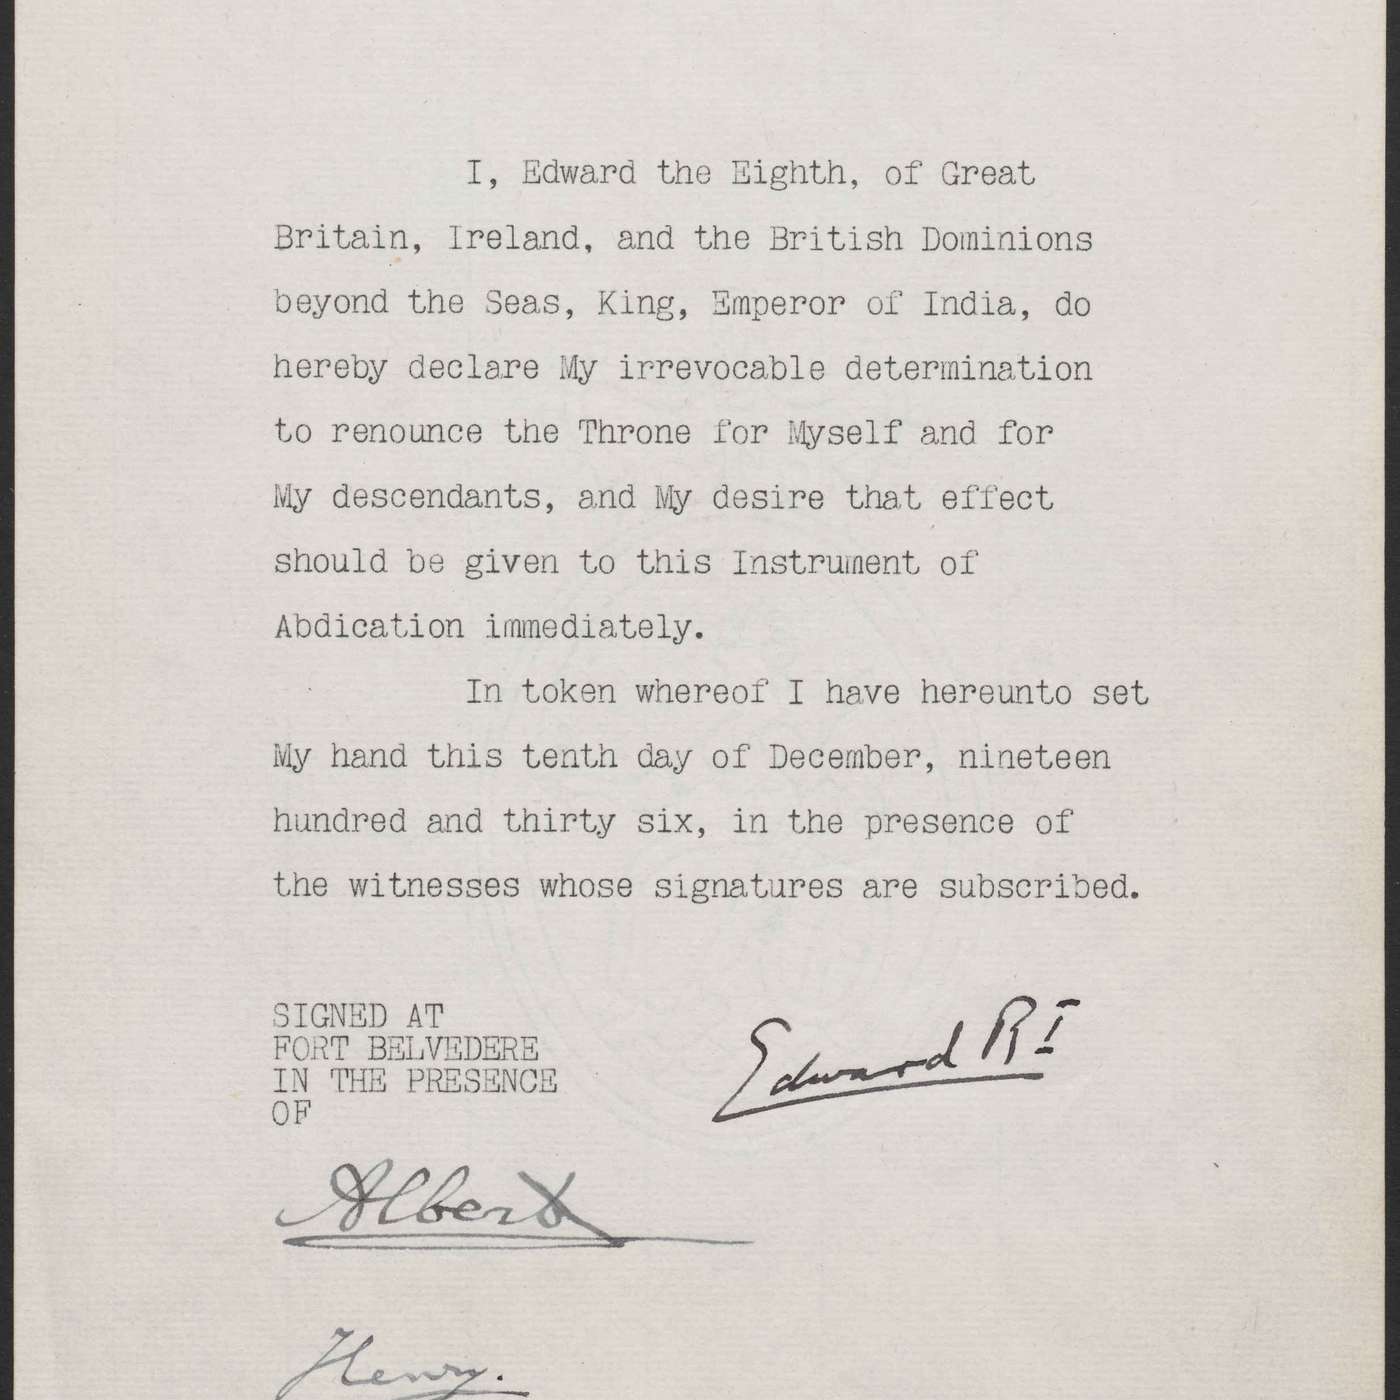 I, Edward the Eighth, of Great
Britain, Ireland, and the British Dominions
beyond the Seas, King, Emperor of India, do
hereby declare My irrevocable determination
to renounce the Throne for Myself and for
My descendants, and My desire that effect
should be given to this Instrument of
Abdication immediately.
In token whereof I have hereunto set
My hand this tenth day of December, nineteen
hundred and thirty six, in the presence of
the witnesses whose signatures are subscribed.
SIGNED AT
FORT BELVEDERE
IN THE PRESENCE
OF
Edward RI
Albert
Henry.